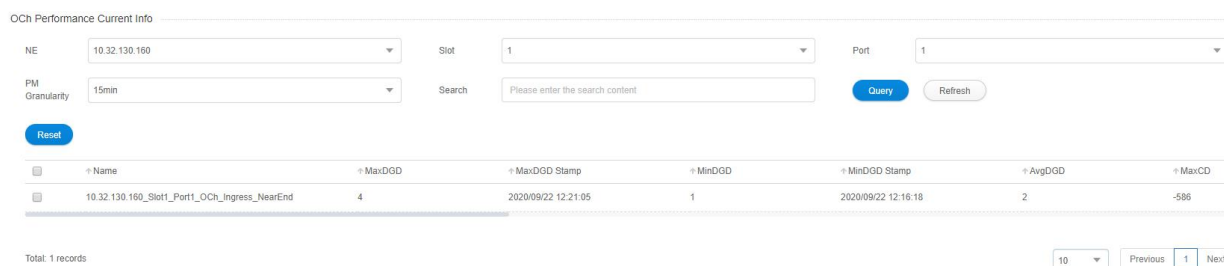 OCh Performance Current Info
NE 10.32.130.160 Slot 1 Port 1
PM Granularity 15min Search Please enter the search content Query Refresh
Reset
Name MaxDGD MaxDGD Stamp MinDGD MinDGD Stamp AvgDGD MaxCD
10.32.130.160_Slot1_Port1_OCh_Ingress_NearEnd 4 2020/09/22 12:21:05 1 2020/09/22 12:16:18 2 -586
Total: 1 records 10 Previous 1 Next